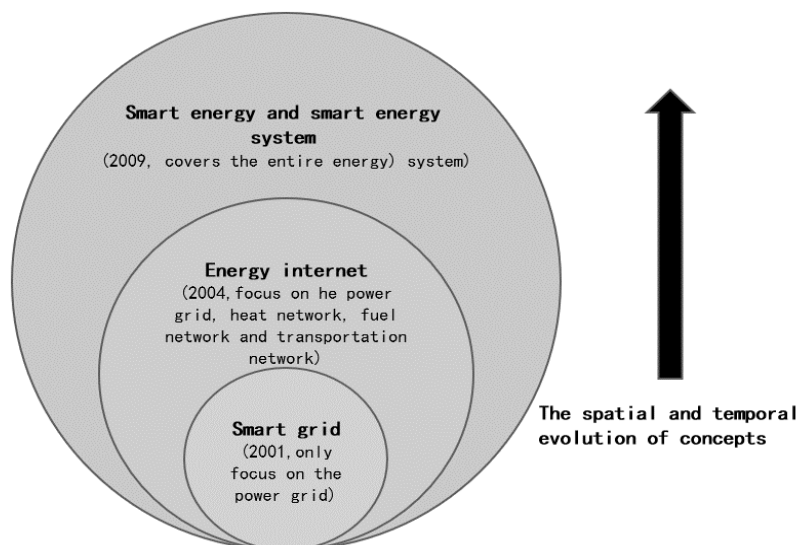 Smart energy and smart energy
system
(2009, covers the entire energy) system)
Energy internet
(2004,focus on he power
grid, heat network, fuel
network and transportation
network)
Smart grid
(2001,only
focus on the
power grid)
The spatial and temporal
evolution of concepts